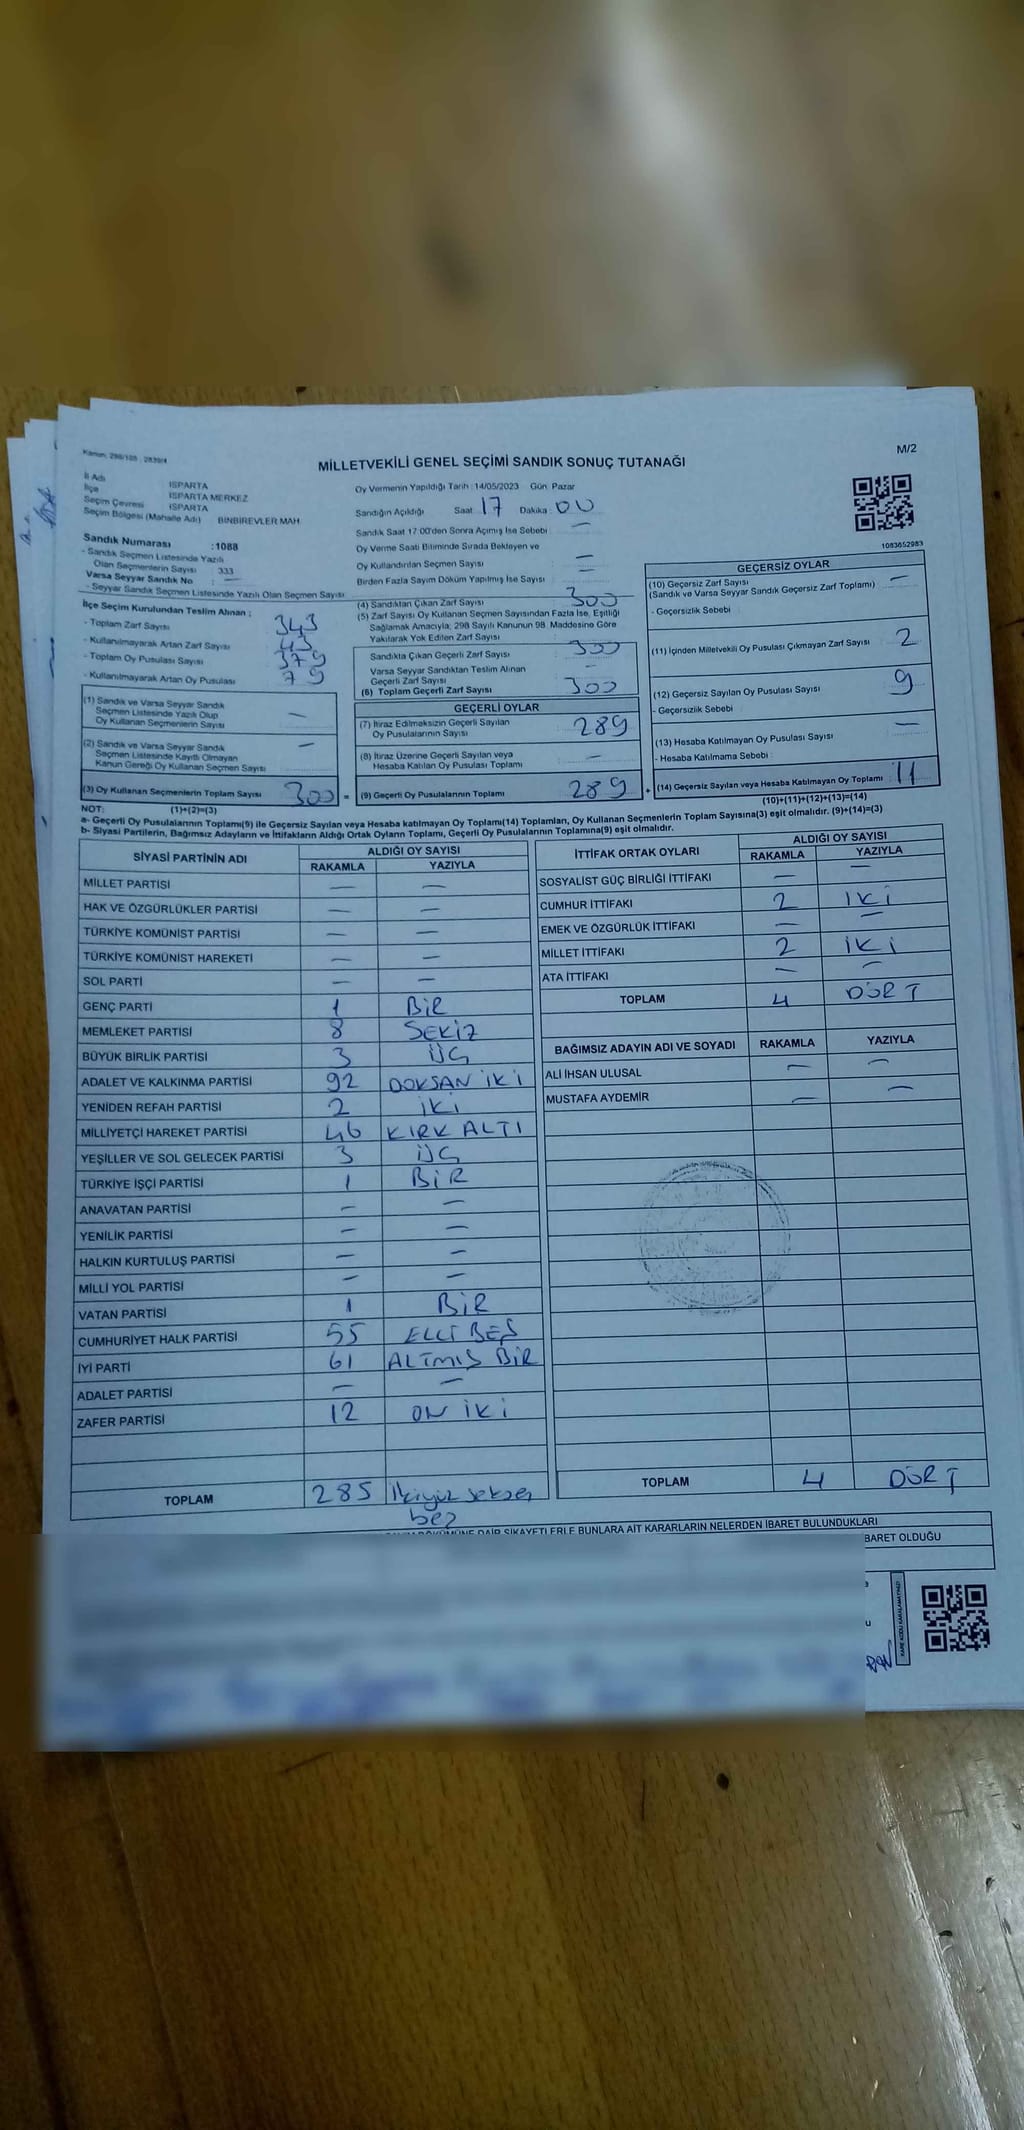 Kanun: 298/105 : 2839/4
M/2
MİLLETVEKİLİ GENEL SEÇİMİ SANDIK SONUÇ TUTANAĞI
İl Adı ISPARTA
İlçe ISPARTA MERKEZ
Seçim Çevresi ISPARTA
Seçim Bölgesi (Mahalle Adı) BİNBİREVLER MAH
Sandık Numarası :1088
- Sandık Seçmen Listesinde Yazılı
Olan Seçmenlerin Sayısı 333
Varsa Seyyar Sandık No : —
- Seyyar Sandık Seçmen Listesinde Yazılı Olan Seçmen Sayısı
Oy Vermenin Yapıldığı Tarih :14/05/2023 Gün Pazar
Sandığın Açıldığı Saat 17 Dakika 00
Sandık Saat 17:00'den Sonra Açımış İse Sebebi —
Oy Verme Saati Bitiminde Sırada Bekleyen ve
Oy Kullandırılan Seçmen Sayısı —
Birden Fazla Sayım Döküm Yapılmış İse Sayısı —
1083652983
İlçe Seçim Kurulundan Teslim Alınan :
- Toplam Zarf Sayısı 343
- Kullanılmayarak Artan Zarf Sayısı 43
- Toplam Oy Pusulası Sayısı 379
- Kullanılmayarak Artan Oy Pusulası 79
(1) Sandık ve Varsa Seyyar Sandık
Seçmen Listesinde Yazılı Olup
Oy Kullanan Seçmenlerin Sayısı —
(2) Sandık ve Varsa Seyyar Sandık
Seçmen Listesinde Kayıtlı Olmayan
Kanun Gereği Oy Kullanan Seçmen Sayısı —
(3) Oy Kullanan Seçmenlerin Toplam Sayısı 300 =
(4) Sandıktan Çıkan Zarf Sayısı 300
(5) Zarf Sayısı Oy Kullanan Seçmen Sayısından Fazla İse, Eşitliği
Sağlamak Amacıyla; 298 Sayılı Kanunun 98. Maddesine Göre
Yakılarak Yok Edilen Zarf Sayısı
Sandıkta Çıkan Geçerli Zarf Sayısı 300
Varsa Seyyar Sandıktan Teslim Alınan
Geçerli Zarf Sayısı —
(6) Toplam Geçerli Zarf Sayısı 300
GEÇERLİ OYLAR
(7) İtiraz Edilmeksizin Geçerli Sayılan
Oy Pusulalarının Sayısı 289
(8) İtiraz Üzerine Geçerli Sayılan veya
Hesaba Katılan Oy Pusulası Toplamı —
(9) Geçerli Oy Pusulalarının Toplamı 289 +
GEÇERSİZ OYLAR
(10) Geçersiz Zarf Sayısı
(Sandık ve Varsa Seyyar Sandık Geçersiz Zarf Toplamı) —
- Geçersizlik Sebebi
(11) İçinden Milletvekili Oy Pusulası Çıkmayan Zarf Sayısı 2
(12) Geçersiz Sayılan Oy Pusulası Sayısı 9
- Geçersizlik Sebebi
(13) Hesaba Katılmayan Oy Pusulası Sayısı —
- Hesaba Katılmama Sebebi
(14) Geçersiz Sayılan veya Hesaba Katılmayan Oy Toplamı 11
NOT: (1)+(2)=(3)
(10)+(11)+(12)+(13)=(14)
a- Geçerli Oy Pusulalarının Toplamı(9) ile Geçersiz Sayılan veya Hesaba katılmayan Oy Toplamı(14) Toplamları, Oy Kullanan Seçmenlerin Toplam Sayısına(3) eşit olmalıdır. (9)+(14)=(3)
b- Siyasi Partilerin, Bağımsız Adayların ve İttifakların Aldığı Ortak Oyların Toplamı, Geçerli Oy Pusulalarının Toplamına(9) eşit olmalıdır.
SİYASİ PARTİNİN ADI ALDIĞI OY SAYISI
RAKAMLA YAZIYLA
MİLLET PARTİSİ — —
HAK VE ÖZGÜRLÜKLER PARTİSİ — —
TÜRKİYE KOMÜNİST PARTİSİ — —
TÜRKİYE KOMÜNİST HAREKETİ — —
SOL PARTİ — —
GENÇ PARTİ 1 BİR
MEMLEKET PARTİSİ 8 SEKİZ
BÜYÜK BİRLİK PARTİSİ 3 ÜÇ
ADALET VE KALKINMA PARTİSİ 92 DOKSAN İKİ
YENİDEN REFAH PARTİSİ 2 İKİ
MİLLİYETÇİ HAREKET PARTİSİ 46 KIRK ALTI
YEŞİLLER VE SOL GELECEK PARTİSİ 3 ÜÇ
TÜRKİYE İŞÇİ PARTİSİ 1 BİR
ANAVATAN PARTİSİ — —
YENİLİK PARTİSİ — —
HALKIN KURTULUŞ PARTİSİ — —
MİLLİ YOL PARTİSİ — —
VATAN PARTİSİ 1 BİR
CUMHURİYET HALK PARTİSİ 55 ELLİ BEŞ
İYİ PARTİ 61 ALTMIŞ BİR
ADALET PARTİSİ — —
ZAFER PARTİSİ 12 ON İKİ
TOPLAM 285 İkiyüz seksen
beş
İTTİFAK ORTAK OYLARI ALDIĞI OY SAYISI
RAKAMLA YAZIYLA
SOSYALİST GÜÇ BİRLİĞİ İTTİFAKI — —
CUMHUR İTTİFAKI 2 İKİ
EMEK VE ÖZGÜRLÜK İTTİFAKI — —
MİLLET İTTİFAKI 2 İKİ
ATA İTTİFAKI — —
TOPLAM 4 DÖRT
BAĞIMSIZ ADAYIN ADI VE SOYADI RAKAMLA YAZIYLA
ALİ İHSAN ULUSAL — —
MUSTAFA AYDEMİR — —
TOPLAM 4 DÖRT
DÖKÜMÜNE DAİR ŞİKAYETLERLE BUNLARA AİT KARARLARIN NELERDEN İBARET BULUNDUKLARI
BARET OLDUĞU
KARE KODU KARALAMAYINIZ!